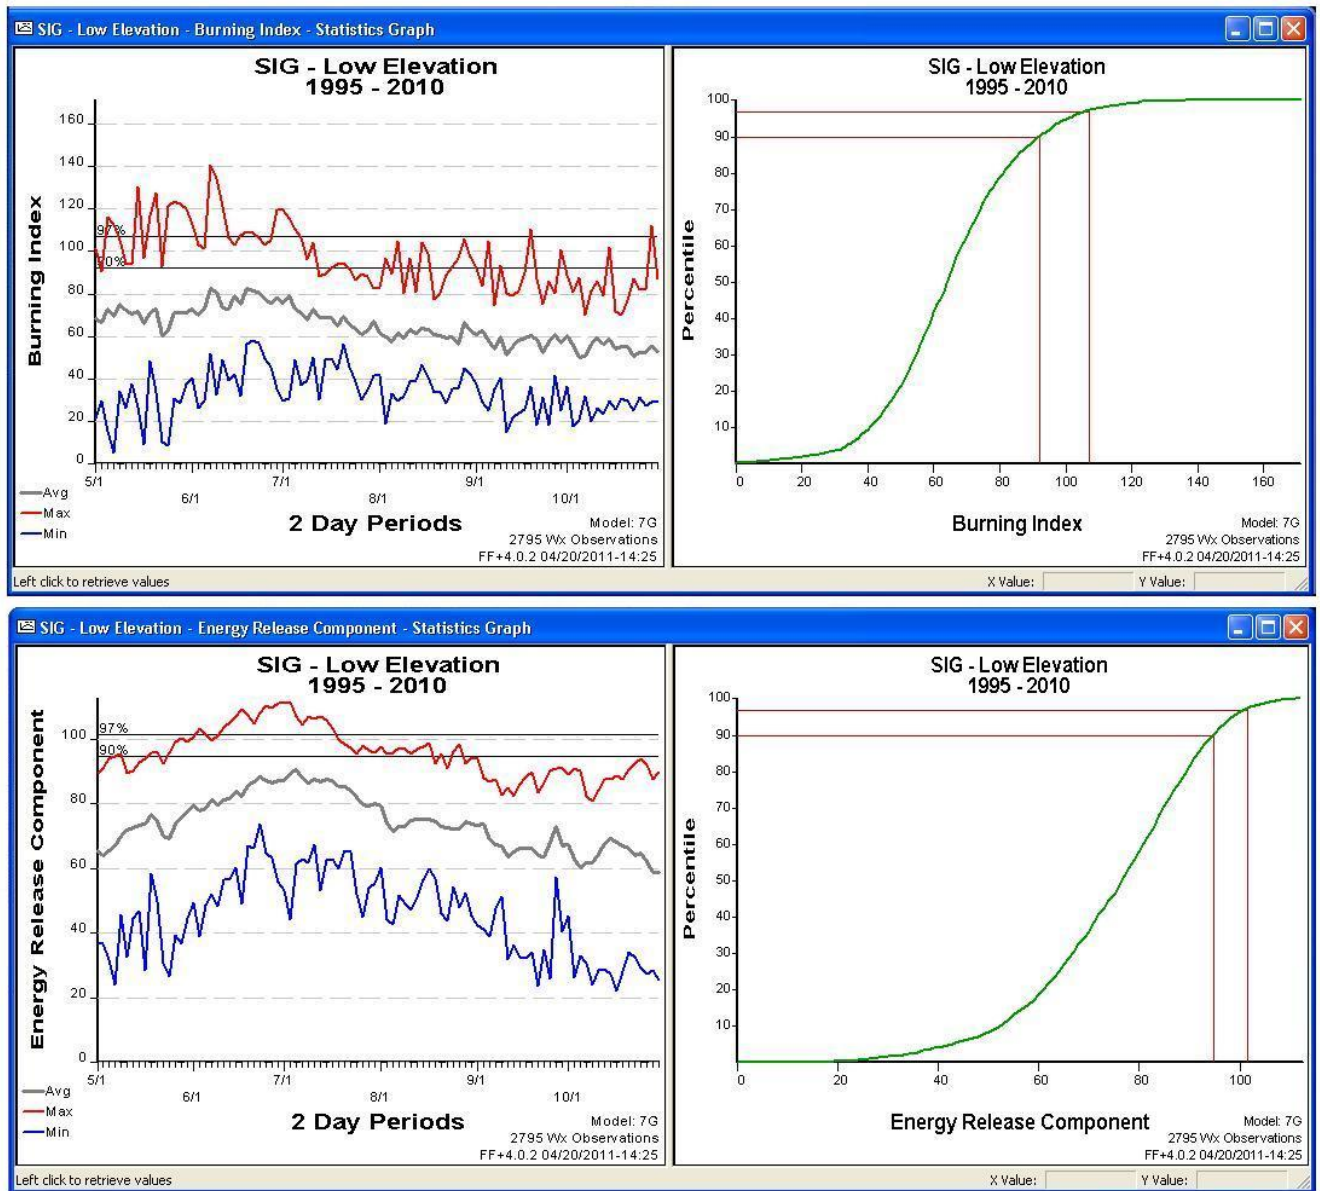 SIG - Low Elevation - Burning Index - Statistics Graph
SIG - Low Elevation
1995 - 2010
Burning Index
160
140
120
100
80
60
40
20
0
97%
90%
5/1
6/1
7/1
8/1
9/1
10/1
Avg
Max
Min
2 Day Periods
Model: 7G
2795 Wx Observations
FF+4.0.2 04/20/2011-14:25
SIG - Low Elevation
1995 - 2010
Percentile
100
90
80
70
60
50
40
30
20
10
0 20 40 60 80 100 120 140 160
Burning Index
Model: 7G
2795 Wx Observations
FF+4.0.2 04/20/2011-14:25
Left click to retrieve values
X Value:
Y Value:
SIG - Low Elevation - Energy Release Component - Statistics Graph
SIG - Low Elevation
1995 - 2010
Energy Release Component
100
80
60
40
20
0
97%
90%
5/1
6/1
7/1
8/1
9/1
10/1
Avg
Max
Min
2 Day Periods
Model: 7G
2795 Wx Observations
FF+4.0.2 04/20/2011-14:25
SIG - Low Elevation
1995 - 2010
Percentile
100
90
80
70
60
50
40
30
20
10
0 20 40 60 80 100
Energy Release Component
Model: 7G
2795 Wx Observations
FF+4.0.2 04/20/2011-14:25
Left click to retrieve values
X Value:
Y Value: